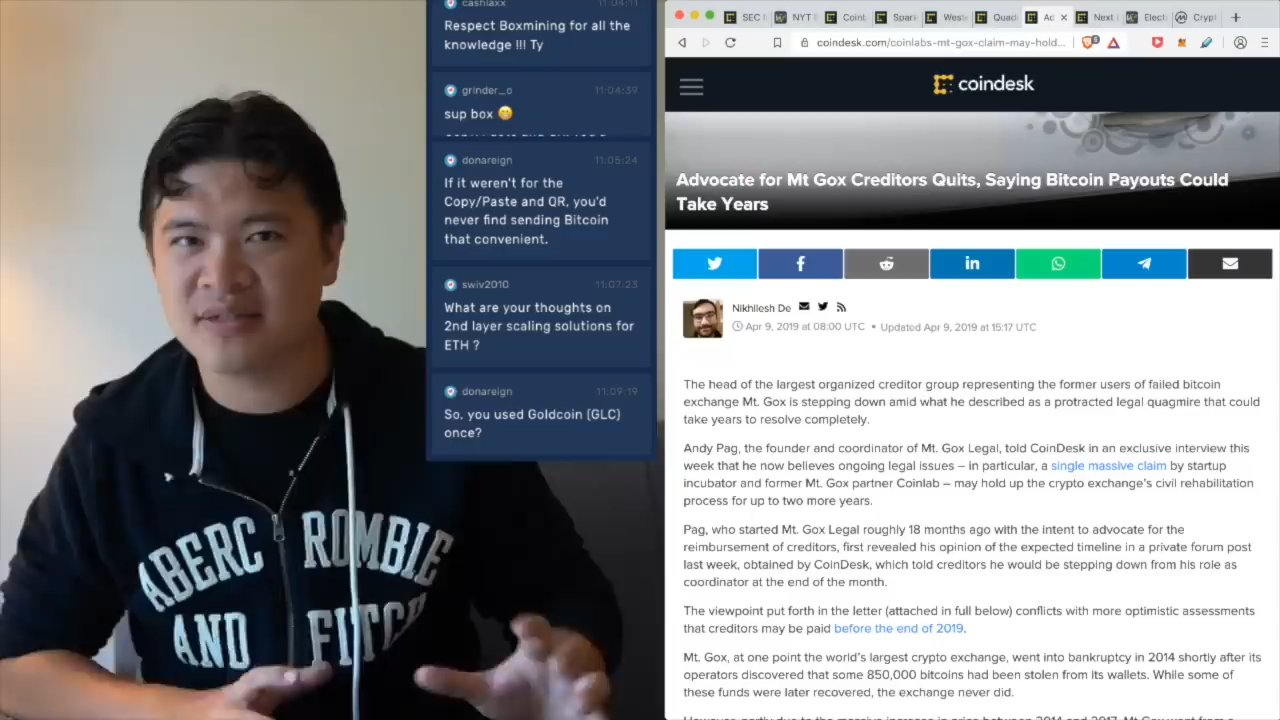 cashlaxx 11:04:11
Respect Boxmining for all the
knowledge !!! Ty
grinder_o 11:04:39
sup box 🤭
donareign 11:05:24
If it weren't for the
Copy/Paste and QR, you'd
never find sending Bitcoin
that convenient.
swiv2010 11:07:23
What are your thoughts on
2nd layer scaling solutions for
ETH ?
donareign 11:09:19
So, you used Goldcoin (GLC)
once?
ABERCROMBIE
AND FITCH
SEC NYT Coinb Spar West Quad Ad × Next Elect Crypt +
coindesk.com/coinlabs-mt-gox-claim-may-hold...
coindesk
Advocate for Mt Gox Creditors Quits, Saying Bitcoin Payouts Could
Take Years
Nikhilesh De
Apr 9, 2019 at 08:00 UTC • Updated Apr 9, 2019 at 15:17 UTC
The head of the largest organized creditor group representing the former users of failed bitcoin
exchange Mt. Gox is stepping down amid what he described as a protracted legal quagmire that could
take years to resolve completely.
Andy Pag, the founder and coordinator of Mt. Gox Legal, told CoinDesk in an exclusive interview this
week that he now believes ongoing legal issues – in particular, a single massive claim by startup
incubator and former Mt. Gox partner Coinlab – may hold up the crypto exchange's civil rehabilitation
process for up to two more years.
Pag, who started Mt. Gox Legal roughly 18 months ago with the intent to advocate for the
reimbursement of creditors, first revealed his opinion of the expected timeline in a private forum post
last week, obtained by CoinDesk, which told creditors he would be stepping down from his role as
coordinator at the end of the month.
The viewpoint put forth in the letter (attached in full below) conflicts with more optimistic assessments
that creditors may be paid before the end of 2019.
Mt. Gox, at one point the world's largest crypto exchange, went into bankruptcy in 2014 shortly after its
operators discovered that some 850,000 bitcoins had been stolen from its wallets. While some of
these funds were later recovered, the exchange never did.